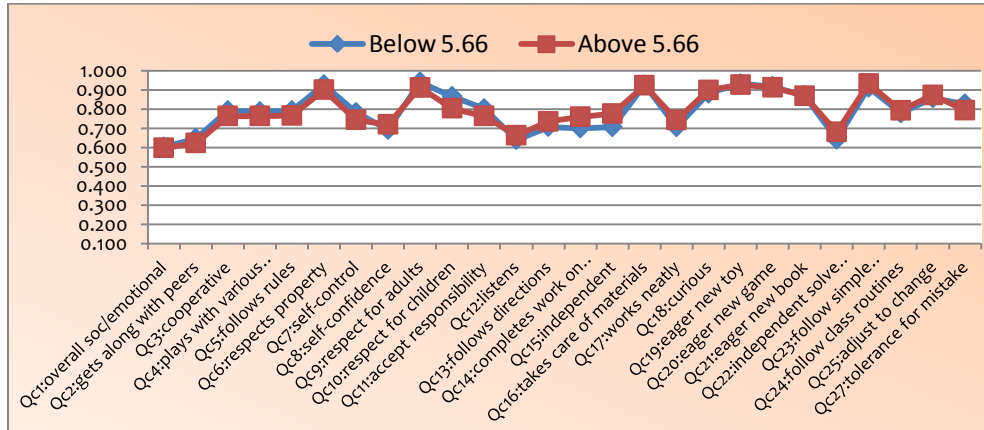 Below 5.66
Above 5.66
1.000
0.900
0.800
0.700
0.600
0.500
0.400
0.300
0.200
0.100
Qc1:overall soc/emotional
Qc2:gets along with peers
Qc3:cooperative
Qc4:plays with various..
Qc5:follows rules
Qc6:respects property
Qc7:self-control
Qc8:self-confidence
Qc9:respect for adults
Qc10:respect for children
Qc11:accept responsibility
Qc12:listens
Qc13:follows directions
Qc14:completes work on ..
Qc15:independent
Qc16:takes care of materials
Qc17:works neatly
Qc18:curious
Qc19:eager new toy
Qc20:eager new game
Qc21:eager new book
Qc22:independent solve..
Qc23:follow simple..
Qc24:follow class routines
Qc25:adjust to change
Qc27:tolerance for mistake